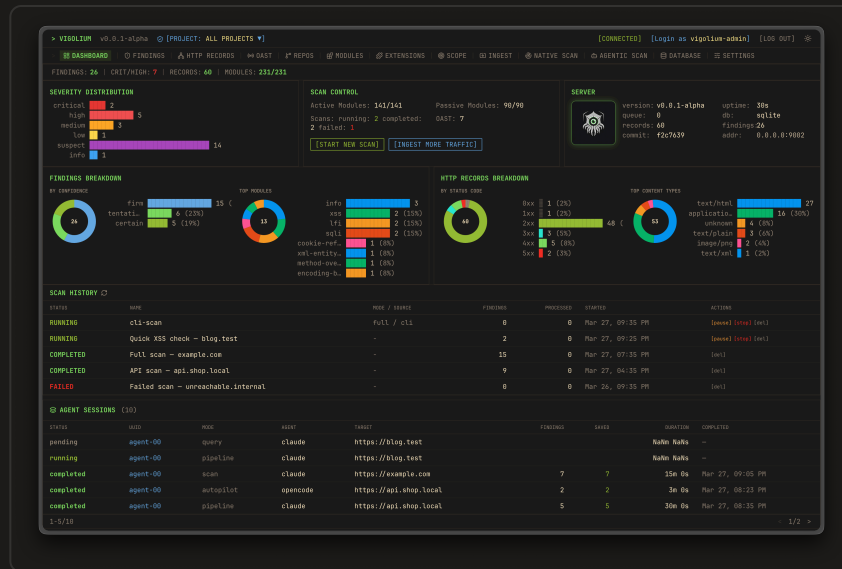 > VIGOLIUM v0.0.1-alpha [PROJECT: ALL PROJECTS ▼] [CONNECTED] [Login as vigolium-admin] [LOG OUT]
DASHBOARD FINDINGS HTTP RECORDS OAST REPOS MODULES EXTENSIONS SCOPE INGEST NATIVE SCAN AGENTIC SCAN DATABASE SETTINGS
FINDINGS: 26 | CRIT/HIGH: 7 | RECORDS: 60 | MODULES: 231/231
SEVERITY DISTRIBUTION
critical 2
high 5
medium 3
low 1
suspect 14
info 1
SCAN CONTROL
Active Modules: 141/141 Passive Modules: 90/90
Scans: running: 2 completed: 2 failed: 1 OAST: 7
[START NEW SCAN] [INGEST MORE TRAFFIC]
SERVER
version: v0.0.1-alpha uptime: 30s
queue: 0 db: sqlite
records: 60 findings: 26
commit: f2c7639 addr: 0.0.0.0:9002
FINDINGS BREAKDOWN
BY CONFIDENCE
26
firm 15 (
tentati… 6 (23%)
certain 5 (19%)
TOP MODULES
13
info 3
xss 2 (15%)
lfi 2 (15%)
sqli 2 (15%)
cookie-ref… 1 (8%)
xml-entity… 1 (8%)
method-ove… 1 (8%)
encoding-b… 1 (8%)
HTTP RECORDS BREAKDOWN
BY STATUS CODE
60
0xx 1 (2%)
1xx 1 (2%)
2xx 48 (
3xx 3 (5%)
4xx 5 (8%)
5xx 2 (3%)
TOP CONTENT TYPES
53
text/html 27
applicatio… 16 (30%)
unknown 4 (8%)
text/plain 3 (6%)
image/png 2 (4%)
text/xml 1 (2%)
SCAN HISTORY
STATUS NAME MODE / SOURCE FINDINGS PROCESSED STARTED ACTIONS
RUNNING cli-scan full / cli 0 0 Mar 27, 09:35 PM [pause] [stop] [del]
RUNNING Quick XSS check — blog.test - 2 0 Mar 27, 09:25 PM [pause] [stop] [del]
COMPLETED Full scan — example.com - 15 0 Mar 27, 07:35 PM [del]
COMPLETED API scan — api.shop.local - 9 0 Mar 27, 04:35 PM [del]
FAILED Failed scan — unreachable.internal - 0 0 Mar 26, 09:35 PM [del]
AGENT SESSIONS (10)
STATUS UUID MODE AGENT TARGET FINDINGS SAVED DURATION COMPLETED
pending agent-00 query claude https://blog.test NaNm NaNs —
running agent-00 pipeline claude https://blog.test NaNm NaNs —
completed agent-00 scan claude https://example.com 7 7 15m 0s Mar 27, 09:05 PM
completed agent-00 autopilot opencode https://api.shop.local 2 2 3m 0s Mar 27, 08:23 PM
completed agent-00 pipeline claude https://api.shop.local 5 5 30m 0s Mar 27, 08:35 PM
1-5/10 < 1/2 >